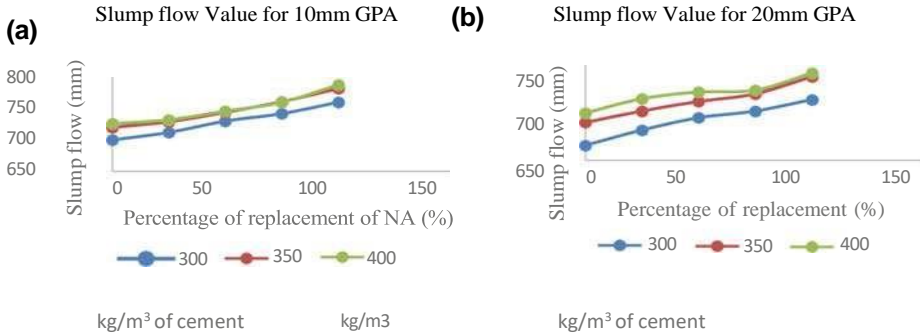 Slump flow Value for 10mm GPA
(a)
Slump flow (mm)
800
750
700
650
0 50 100 150
Percentage of replacement of NA (%)
300 350 400
kg/m³ of cement kg/m3
Slump flow Value for 20mm GPA
(b)
Slump flow (mm)
750
700
650
0 50 100 150
Percentage of replacement (%)
300 350 400
kg/m³ of cement